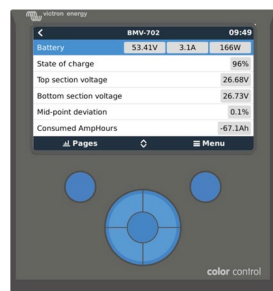 victron energy
BMV-702 09:49
Battery 53.41V 3.1A 166W
State of charge 96%
Top section voltage 26.68V
Bottom section voltage 26.73V
Mid-point deviation 0.1%
Consumed AmpHours -67.1Ah
Pages Menu
color control